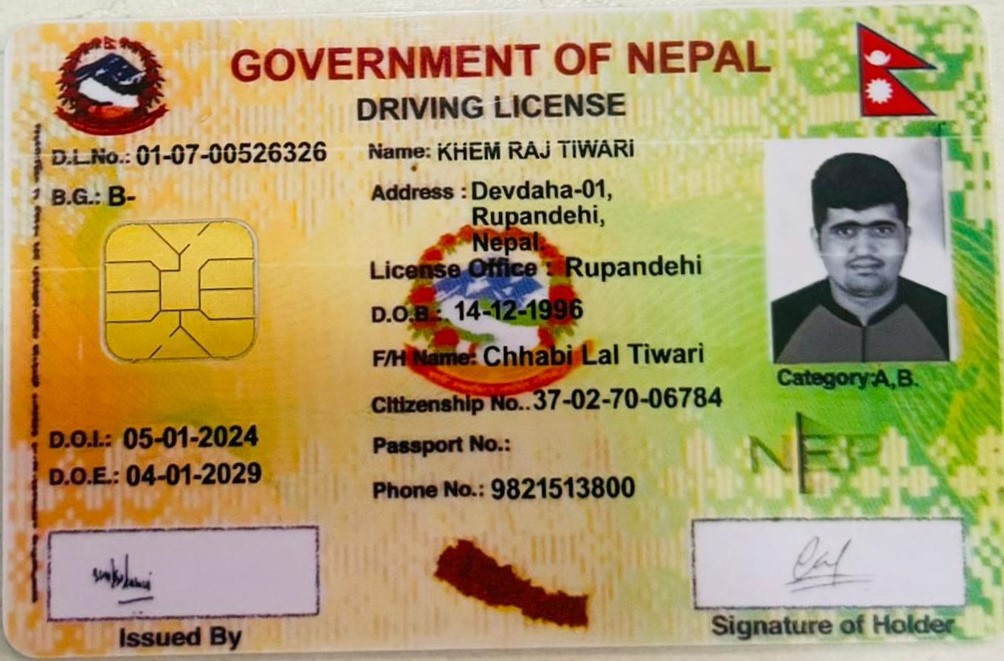 GOVERNMENT OF NEPAL
DRIVING LICENSE
D.L.No.: 01-07-00526326
B.G.: B-
Name: KHEM RAJ TIWARI
Address : Devdaha-01,
Rupandehi,
Nepal.
License Office : Rupandehi
D.O.B.: 14-12-1996
F/H Name: Chhabi Lal Tiwari
Citizenship No.: 37-02-70-06784
Passport No.:
Phone No.: 9821513800
Category:A,B.
NEP
D.O.I.: 05-01-2024
D.O.E.: 04-01-2029
Issued By
Signature of Holder